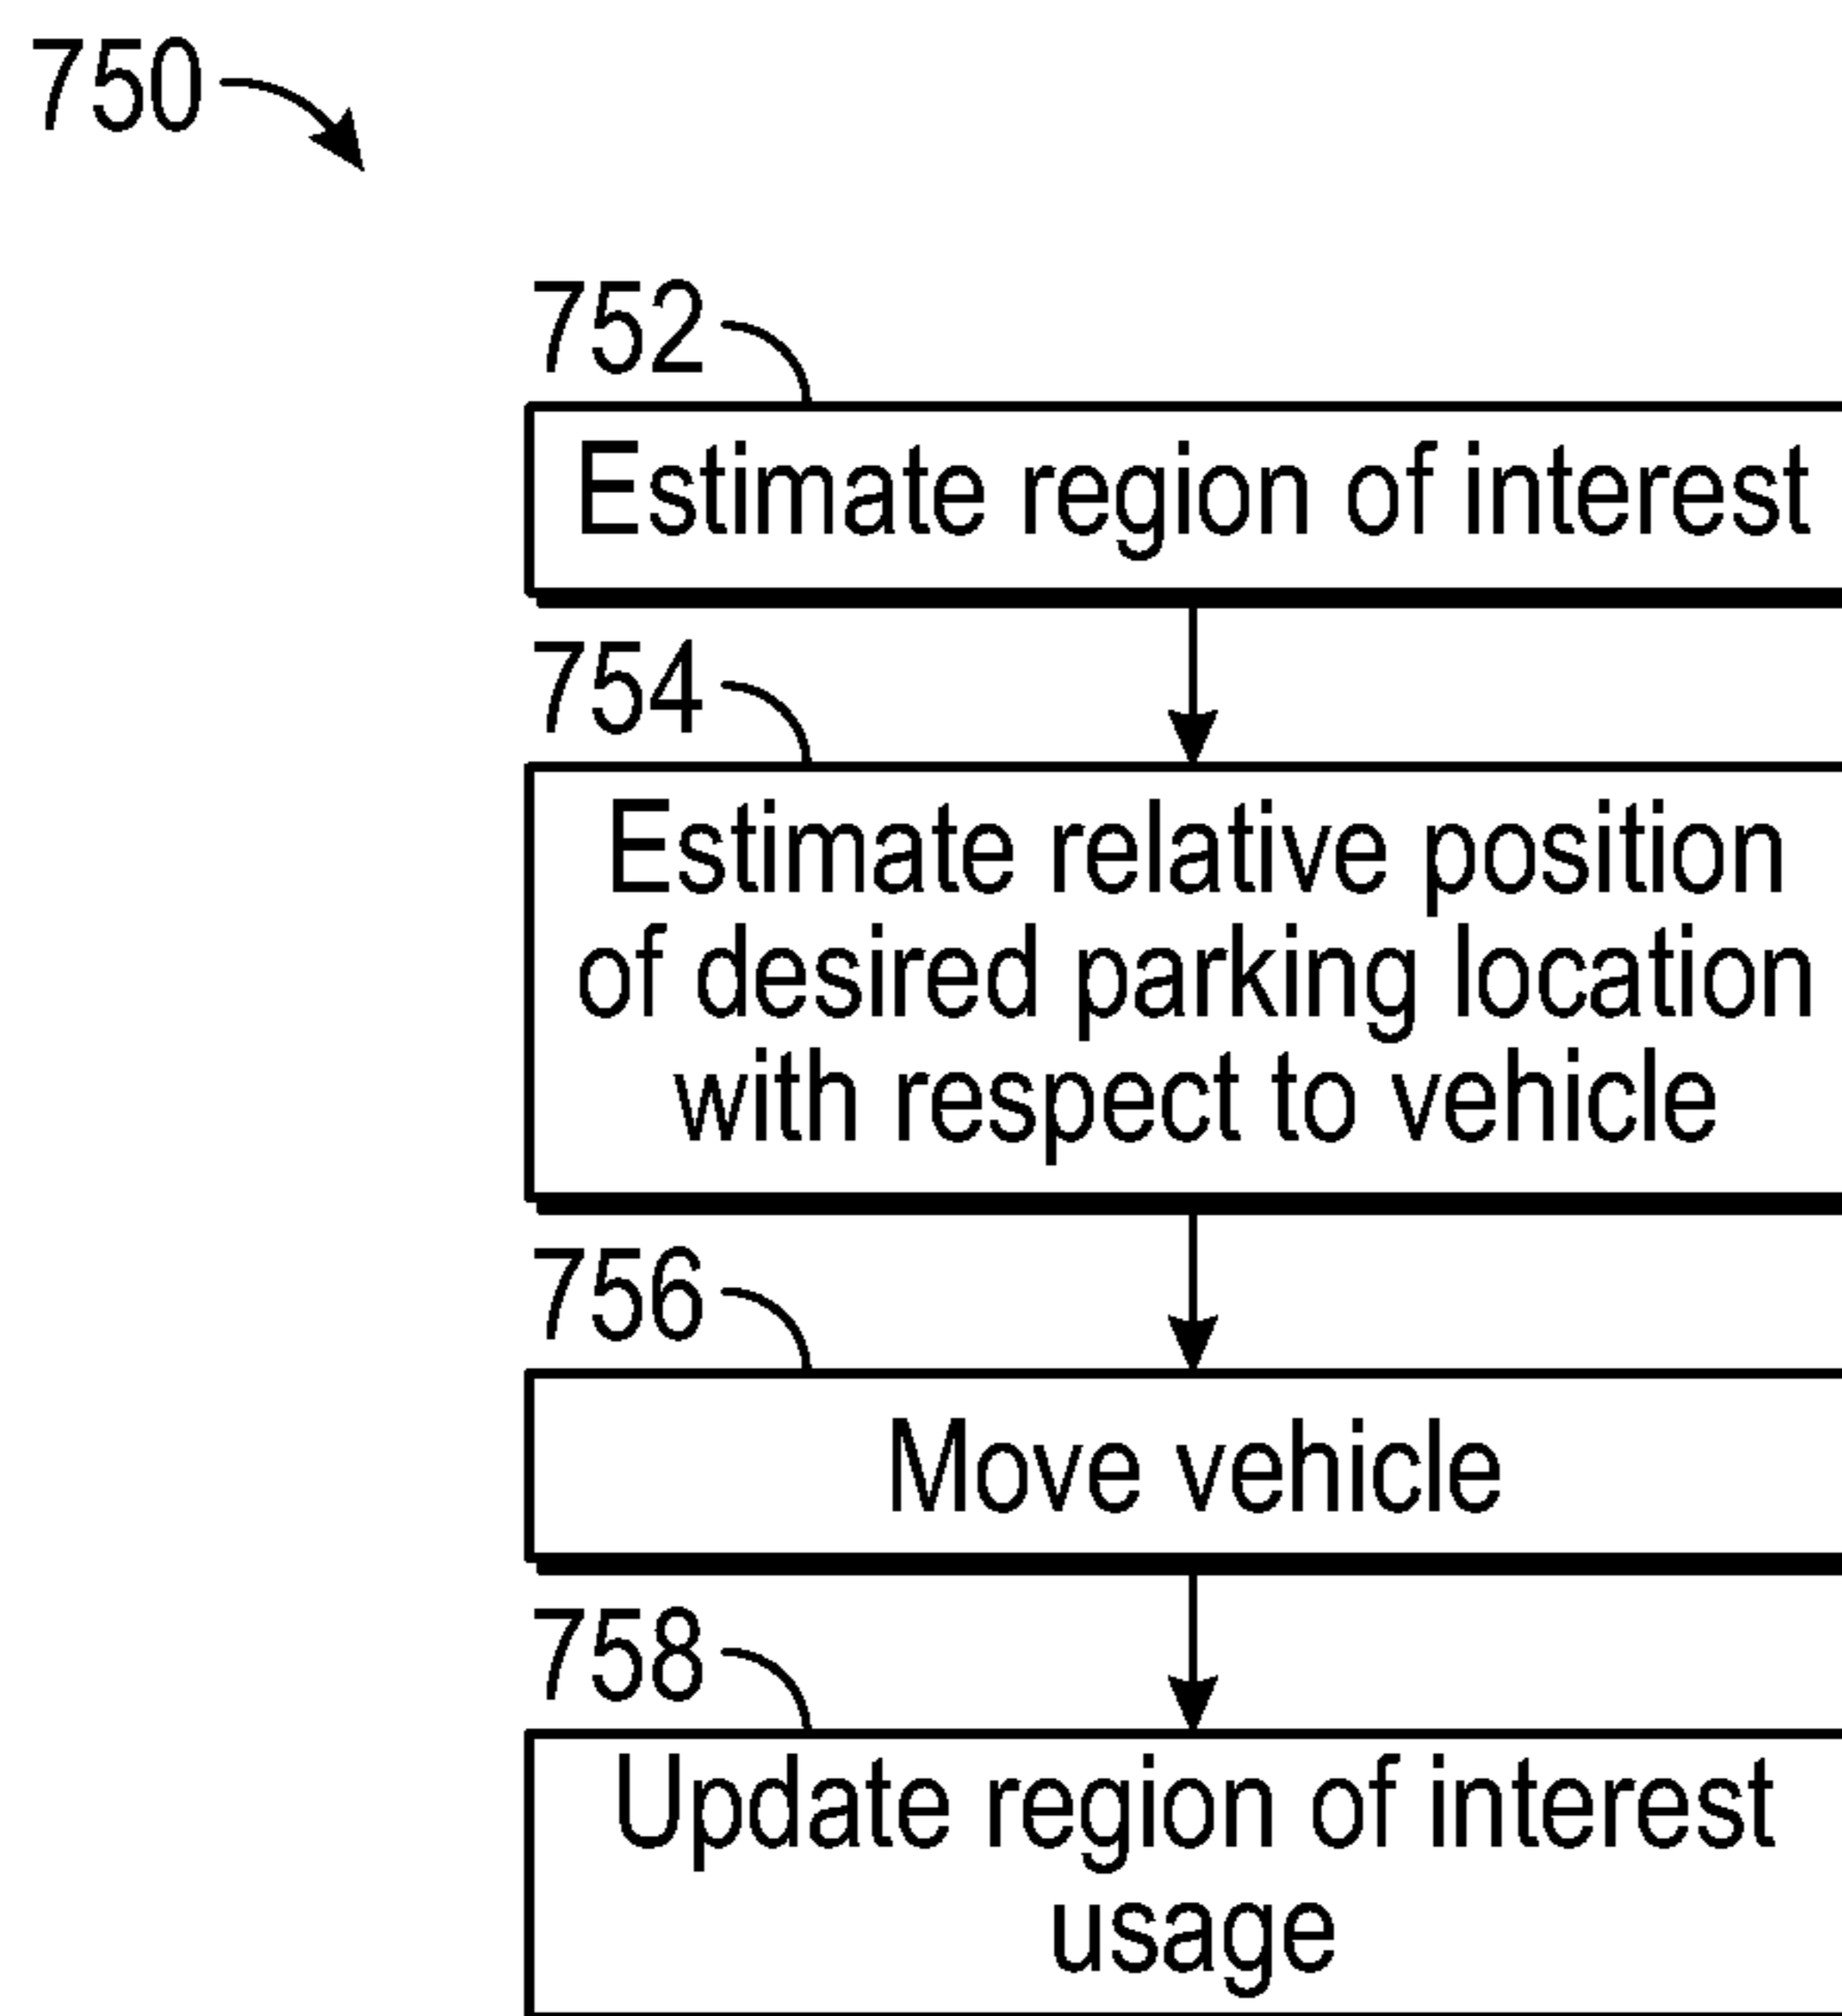 750
752
Estimate region of interest
754
Estimate relative position
of desired parking location
with respect to vehicle
756
Move vehicle
758
Update region of interest
usage